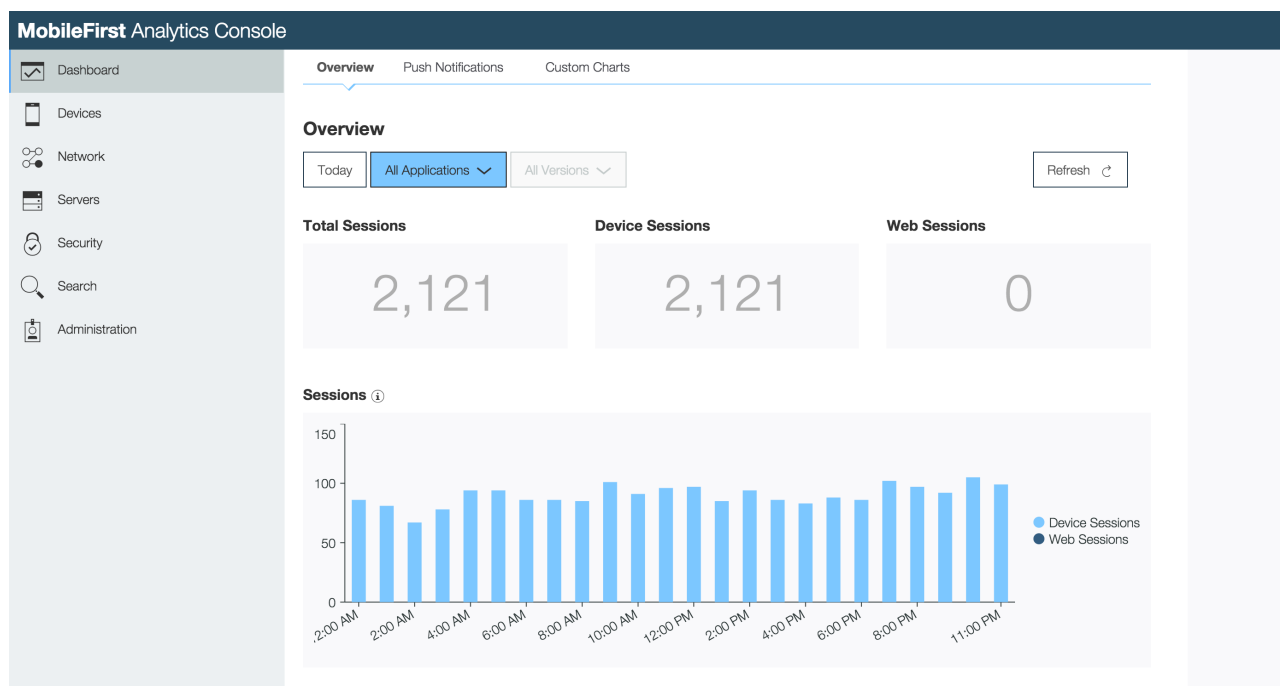 MobileFirst Analytics Console
Dashboard
Devices
Network
Servers
Security
Search
Administration
Overview Push Notifications Custom Charts
Overview
Today All Applications All Versions Refresh
Total Sessions Device Sessions Web Sessions
2,121 2,121 0
Sessions
150
100
50
0
Device Sessions
Web Sessions
2:00 AM 2:00 AM 4:00 AM 6:00 AM 8:00 AM 10:00 AM 12:00 PM 2:00 PM 4:00 PM 6:00 PM 8:00 PM 11:00 PM